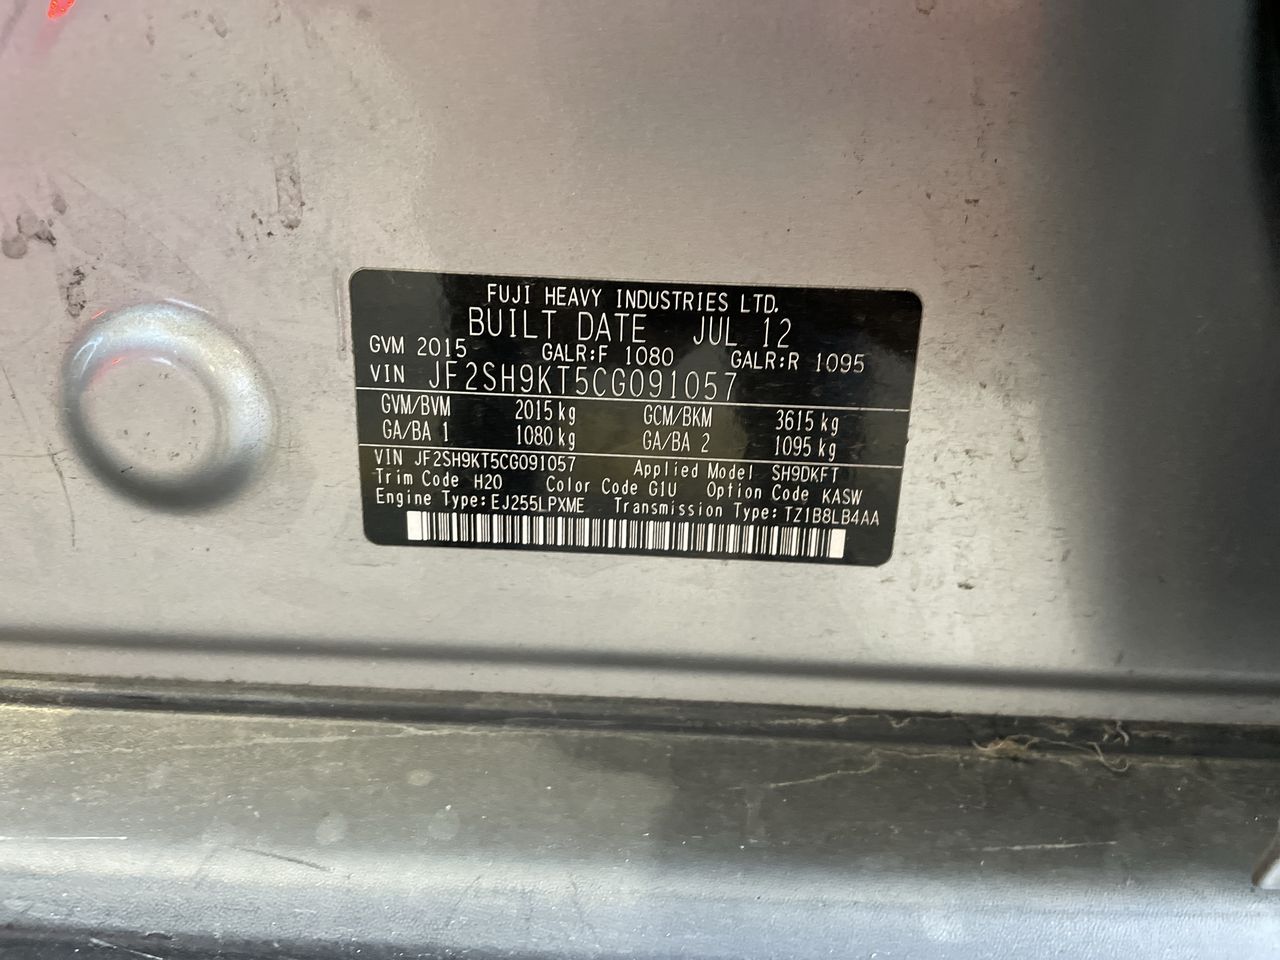 FUJI HEAVY INDUSTRIES LTD.
BUILT DATE JUL 12
GVM 2015 GALR:F 1080 GALR:R 1095
VIN JF2SH9KT5CG091057
GVM/BVM 2015 kg GCM/BKM 3615 kg
GA/BA 1 1080 kg GA/BA 2 1095 kg
VIN JF2SH9KT5CG091057 Applied Model SH9DKFT
Trim Code H20 Color Code G1U Option Code KASW
Engine Type:EJ255LPXME Transmission Type:TZ1B8LB4AA